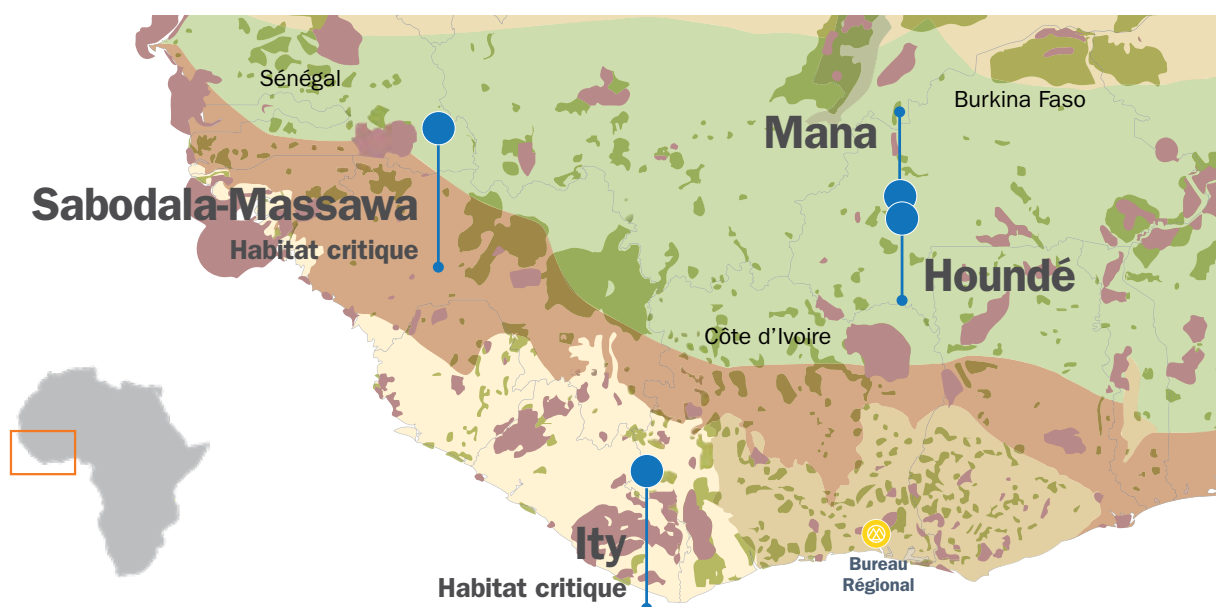 Sénégal
Burkina Faso
Mana
Sabodala-Massawa
Habitat critique
Houndé
Côte d'Ivoire
Ity
Habitat critique
Bureau
Régional